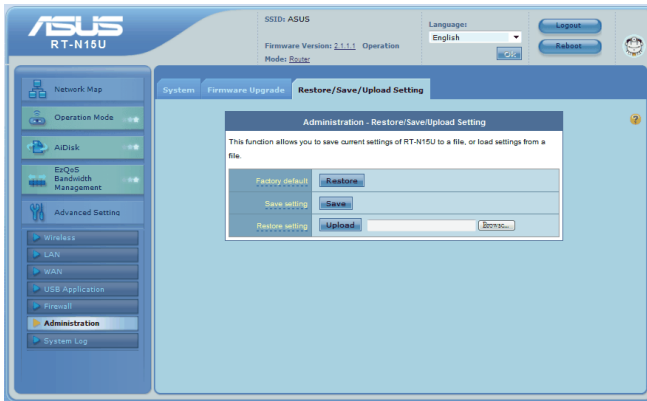 ASUS
RT-N15U
SSID: ASUS
Firmware Version: 2.1.1.1 Operation
Mode: Router
Language:
English
Logout
Reboot
Network Map
Operation Mode
AiDisk
EzQoS
Bandwidth
Management
Advanced Setting
Wireless
LAN
WAN
USB Application
Firewall
Administration
System Log
System
Firmware Upgrade
Restore/Save/Upload Setting
Administration - Restore/Save/Upload Setting
This function allows you to save current settings of RT-N15U to a file, or load settings from a
file.
Factory default
Restore
Save setting
Save
Restore setting
Upload
Browse...
?